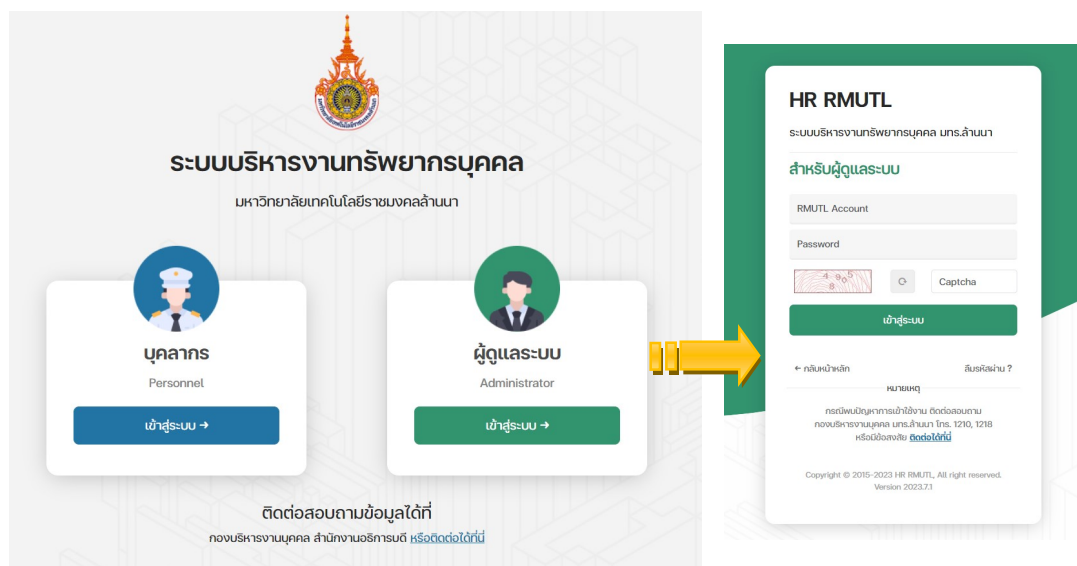 ระบบบริหารงานทรัพยากรบุคคล
มหาวิทยาลัยเทคโนโลยีราชมงคลล้านนา
บุคลากร
Personnel
เข้าสู่ระบบ →
ผู้ดูแลระบบ
Administrator
เข้าสู่ระบบ →
ติดต่อสอบถามข้อมูลได้ที่
กองบริหารงานบุคคล สำนักงานอธิการบดี หรือติดต่อได้ที่นี่
HR RMUTL
ระบบบริหารงานทรัพยากรบุคคล มทร.ล้านนา
สำหรับผู้ดูแลระบบ
RMUTL Account
Password
4 9 0 5 8
Captcha
เข้าสู่ระบบ
← กลับหน้าหลัก
ลืมรหัสผ่าน ?
หมายเหตุ
กรณีพบปัญหาการเข้าใช้งาน ติดต่อสอบถาม
กองบริหารงานบุคคล มทร.ล้านนา โทร. 1210, 1218
หรือมีข้อสงสัย ติดต่อได้ที่นี่
Copyright © 2015-2023 HR RMUTL, All right reserved.
Version 2023.7.1